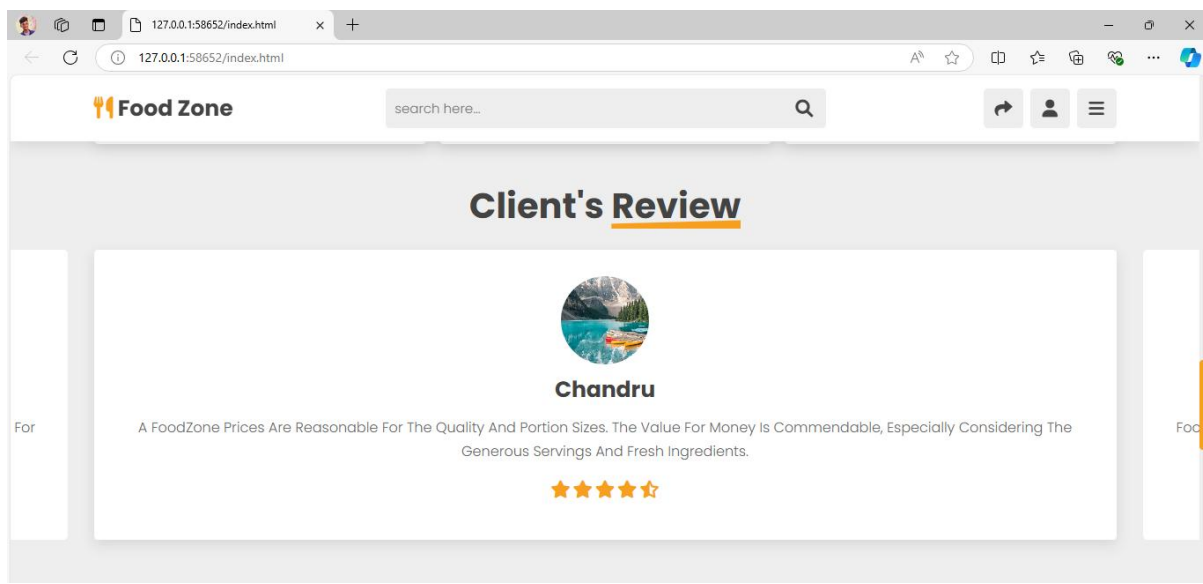 127.0.0.1:58652/index.html
127.0.0.1:58652/index.html
Food Zone
search here...
Client's Review
Chandru
For
A FoodZone Prices Are Reasonable For The Quality And Portion Sizes. The Value For Money Is Commendable, Especially Considering The
Foo
Generous Servings And Fresh Ingredients.